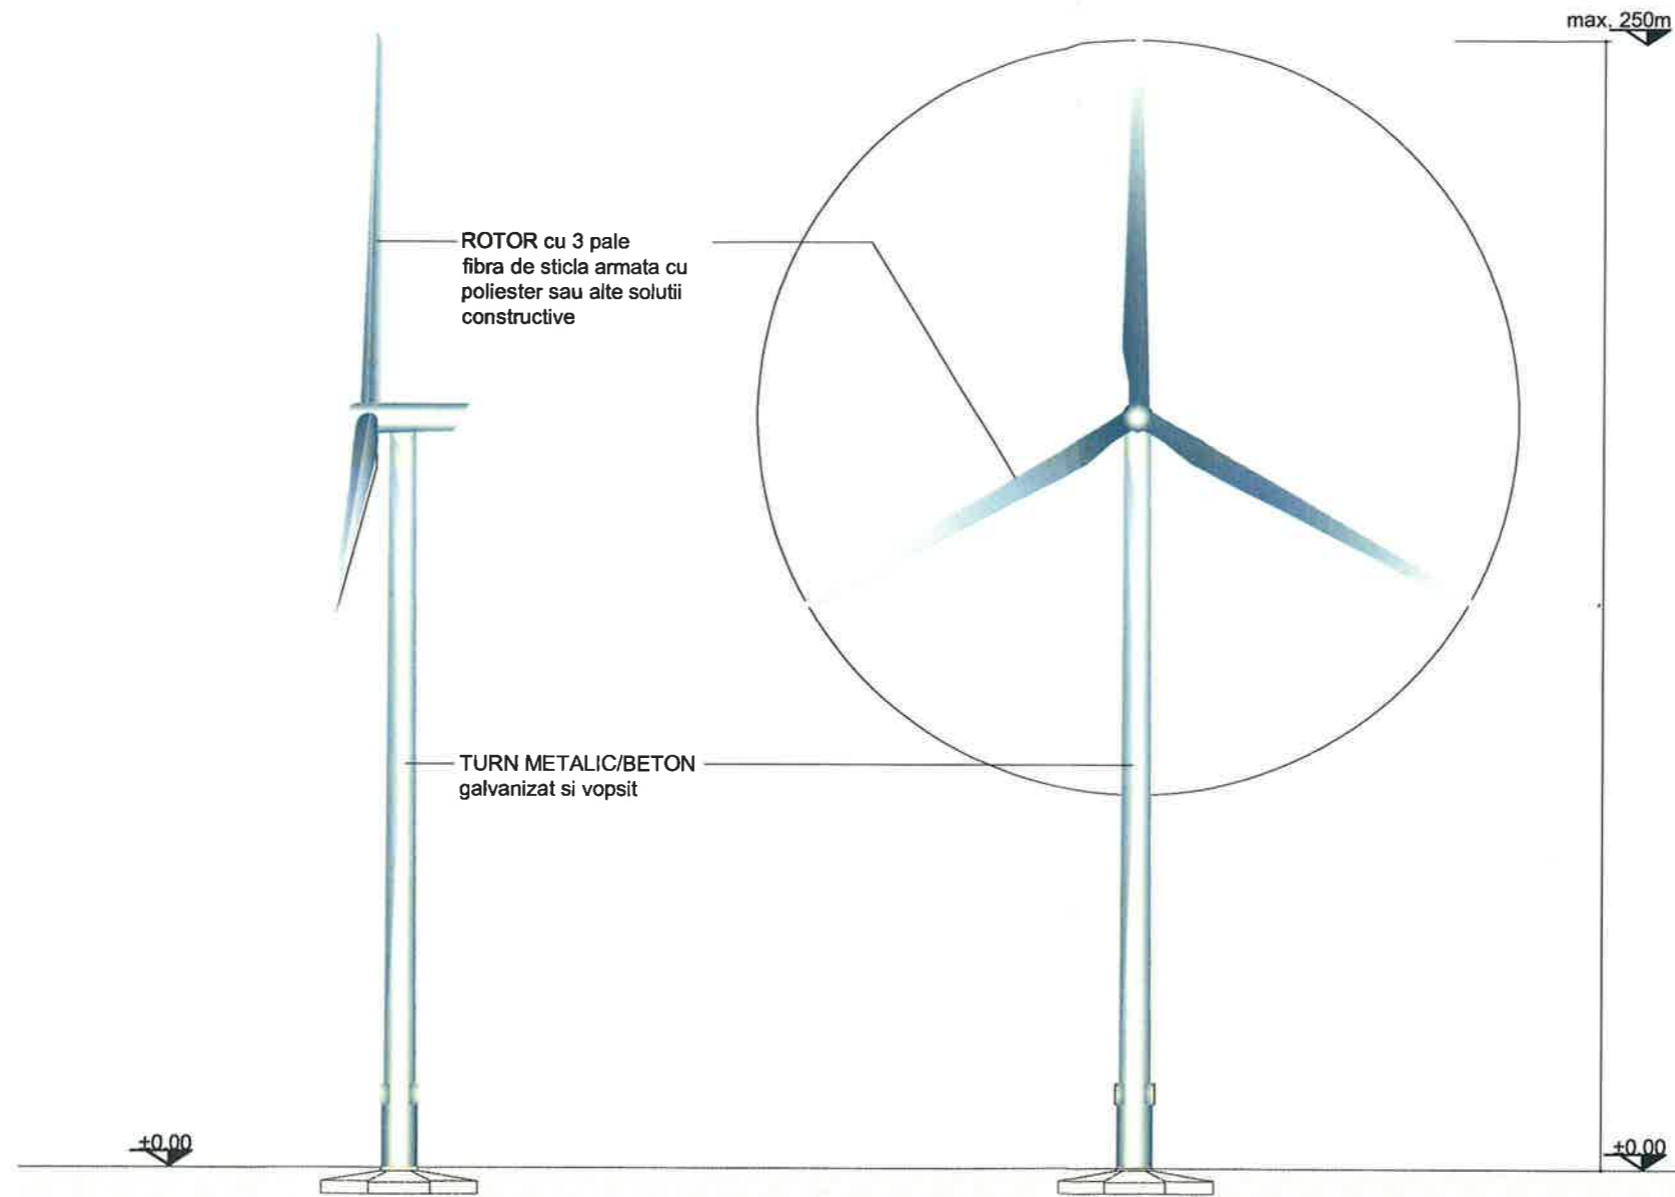 max. 250m
ROTOR cu 3 pale
fibra de sticla armata cu
poliester sau alte solutii
constructive
TURN METALIC/BETON
galvanizat si vopsit
±0.00
±0.00